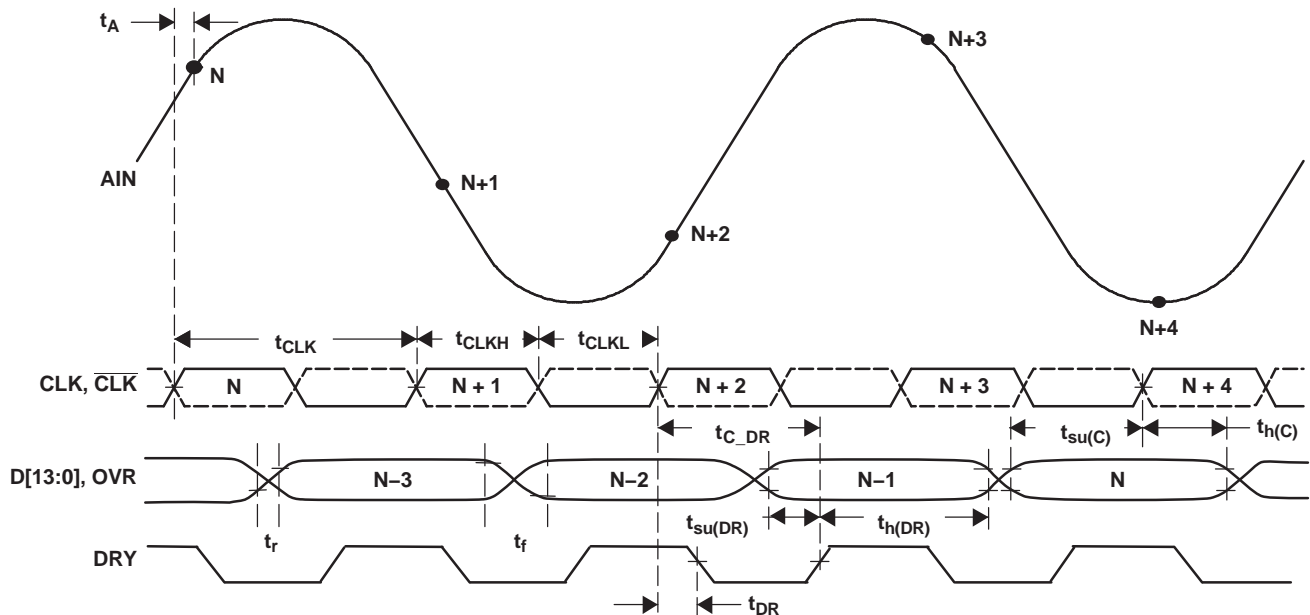 tA
N
N+3
AIN
N+1
N+2
N+4
tCLK
tCLKH
tCLKL
CLK, C̅L̅K̅
N
N + 1
N + 2
N + 3
N + 4
tC_DR
tsu(C)
th(C)
D[13:0], OVR
N–3
N–2
N–1
N
tr
tf
tsu(DR)
th(DR)
DRY
tDR